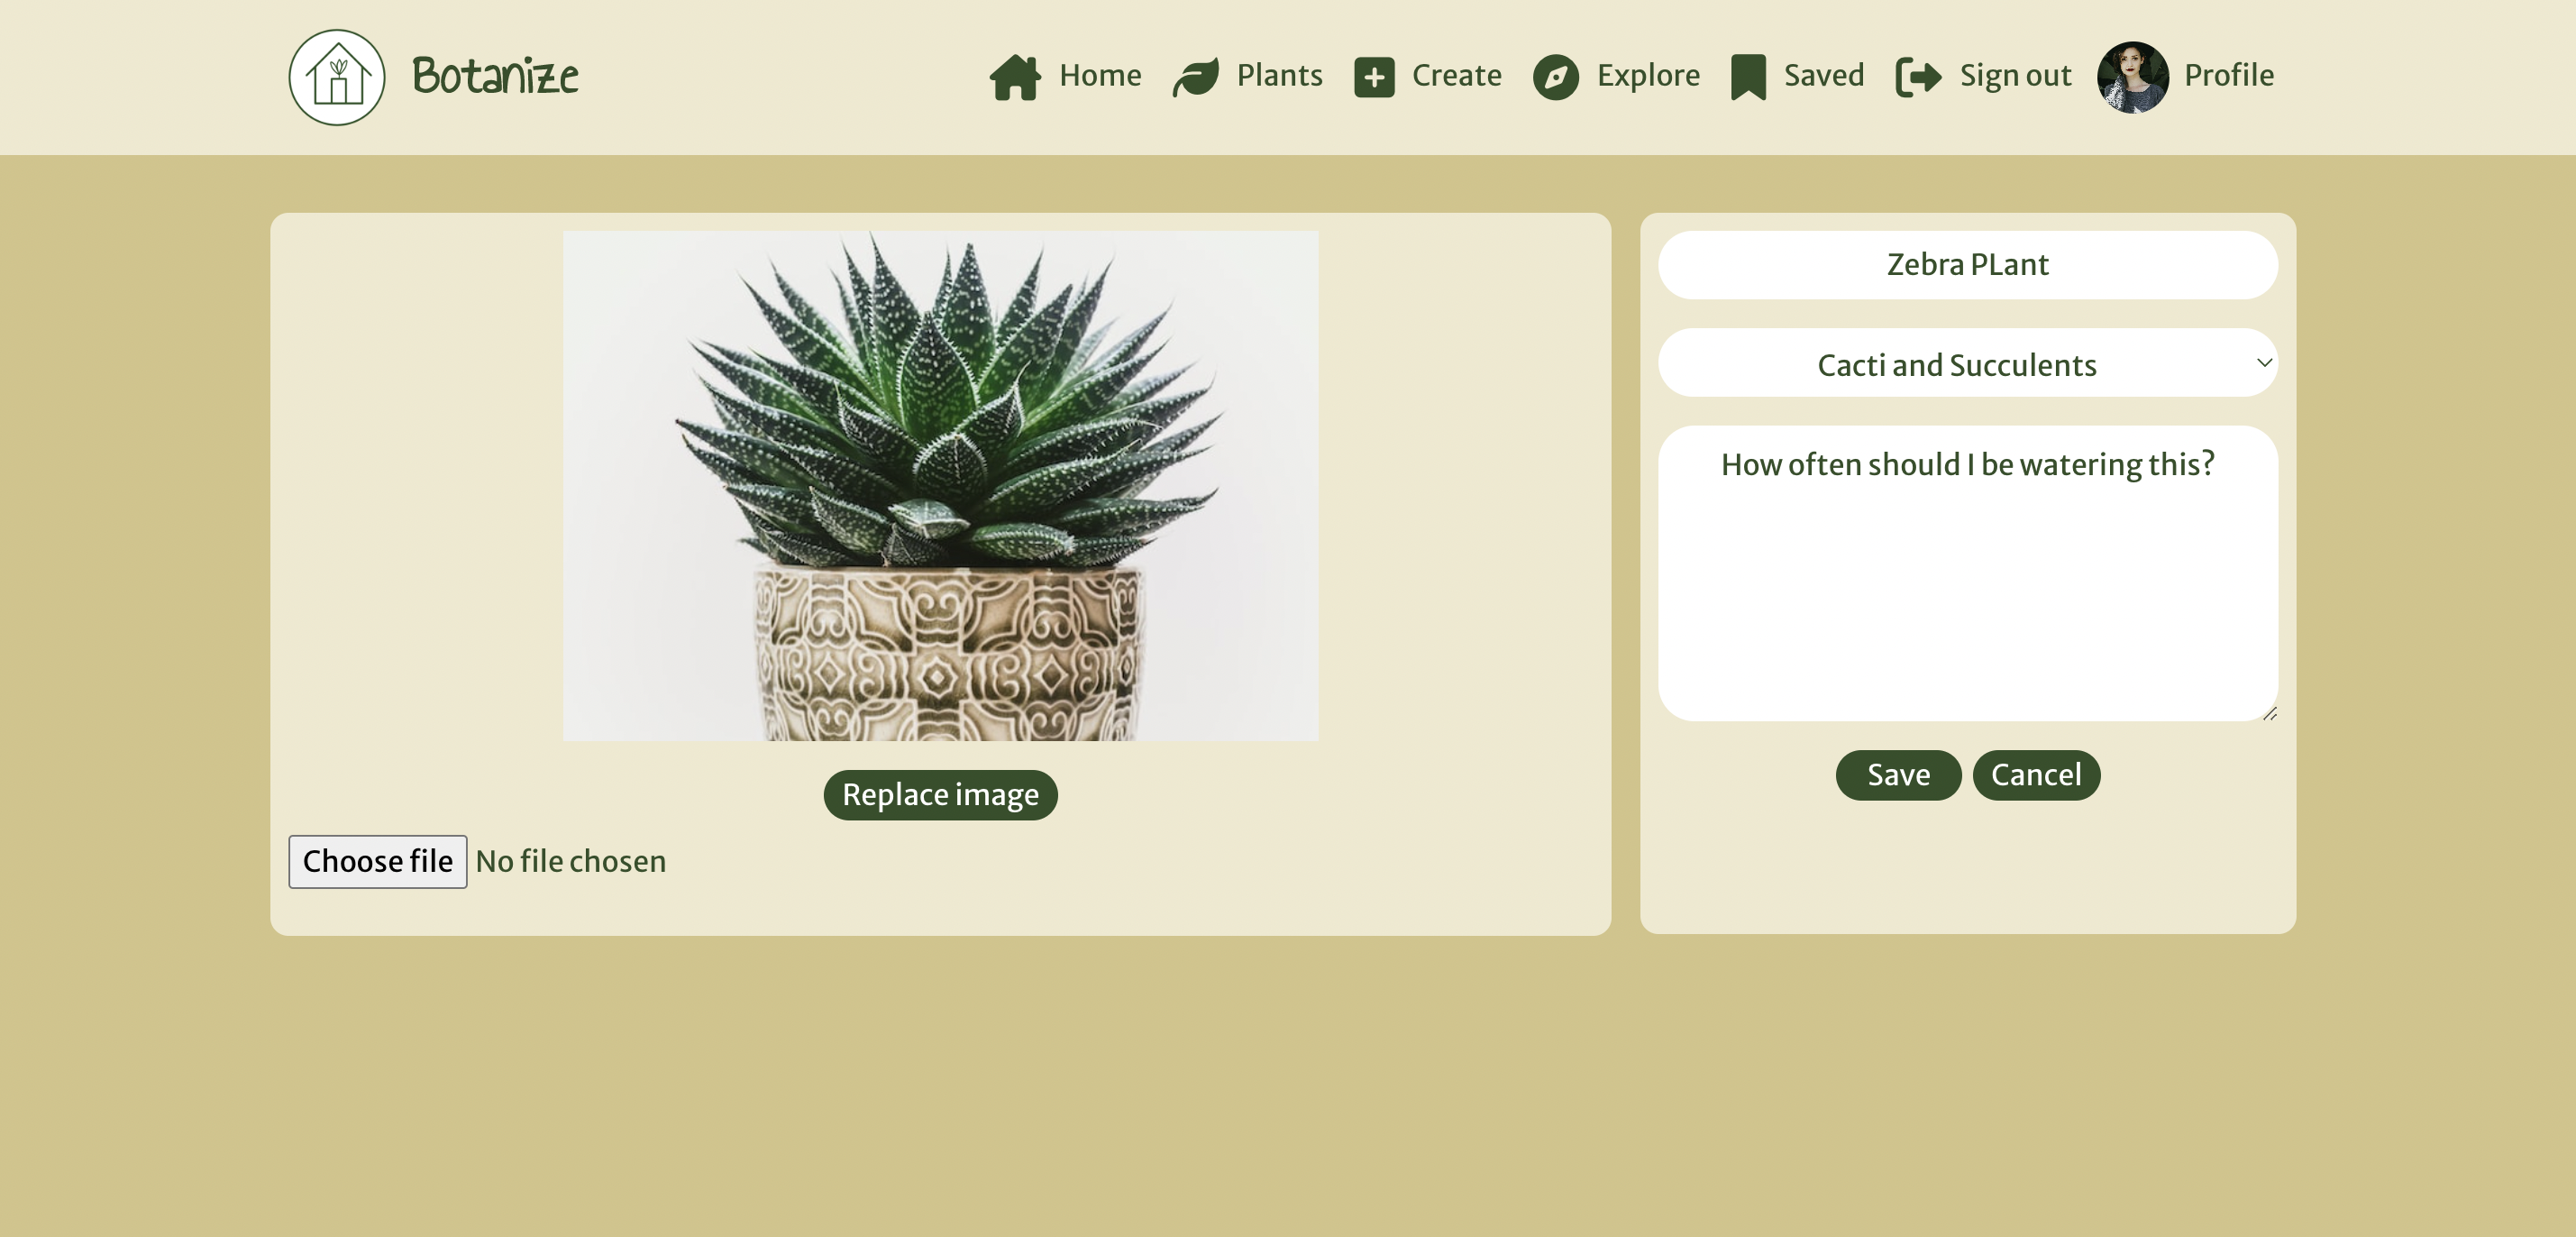 Botanize
Home Plants Create Explore Saved Sign out Profile
Zebra PLant
Cacti and Succulents
How often should I be watering this?
Save Cancel
Replace image
Choose file No file chosen